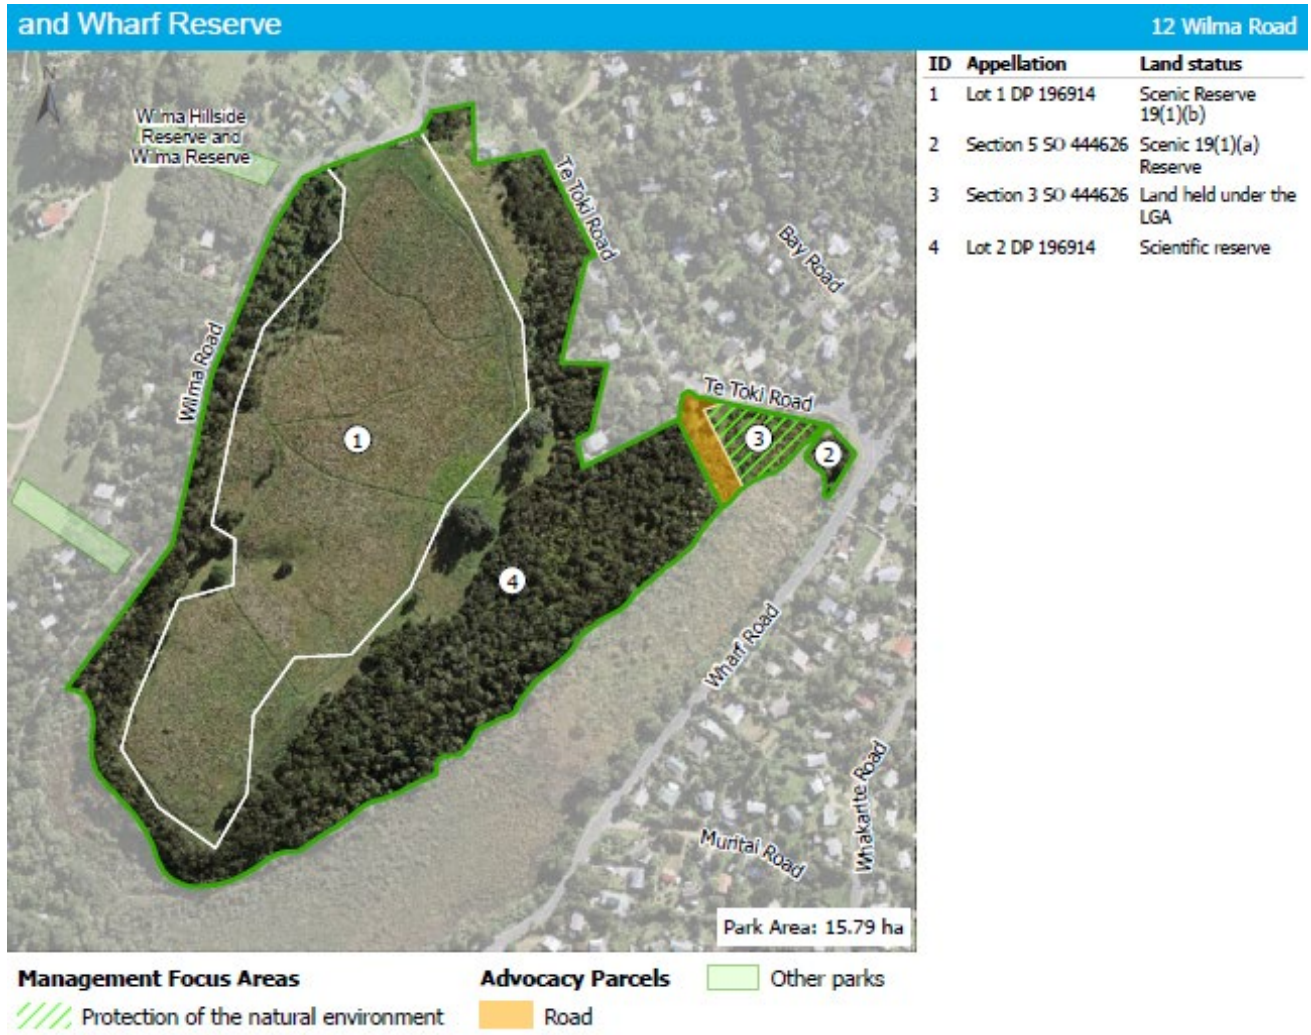 and Wharf Reserve
12 Wilma Road
ID Appellation Land status
1 Lot 1 DP 196914 Scenic Reserve
19(1)(b)
2 Section 5 SO 444626 Scenic 19(1)(a)
Reserve
3 Section 3 SO 444626 Land held under the
LGA
4 Lot 2 DP 196914 Scientific reserve
N
Wilma Hillside
Reserve and
Wilma Reserve
Te Toki Road
Bay Road
Wilma Road
Te Toki Road
1
3
2
4
Wharf Road
Whakarite Road
Muritai Road
Park Area: 15.79 ha
Management Focus Areas
Protection of the natural environment
Advocacy Parcels
Road
Other parks